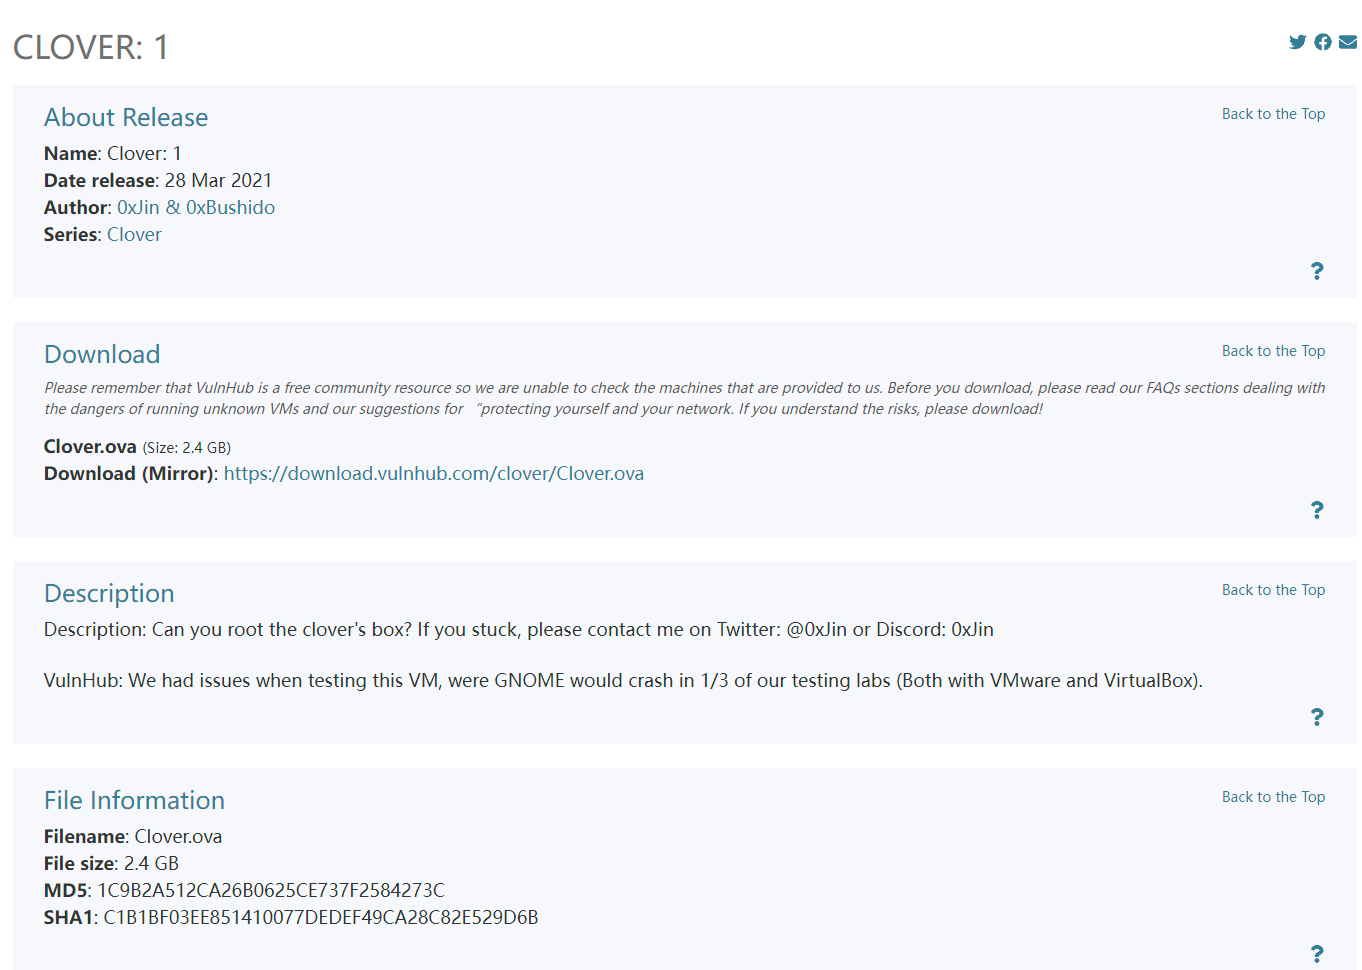 CLOVER: 1
About Release
Back to the Top
Name: Clover: 1
Date release: 28 Mar 2021
Author: 0xJin & 0xBushido
Series: Clover
?
Download
Back to the Top
Please remember that VulnHub is a free community resource so we are unable to check the machines that are provided to us. Before you download, please read our FAQs sections dealing with
the dangers of running unknown VMs and our suggestions for “protecting yourself and your network. If you understand the risks, please download!
Clover.ova (Size: 2.4 GB)
Download (Mirror): https://download.vulnhub.com/clover/Clover.ova
?
Description
Back to the Top
Description: Can you root the clover's box? If you stuck, please contact me on Twitter: @0xJin or Discord: 0xJin
VulnHub: We had issues when testing this VM, were GNOME would crash in 1/3 of our testing labs (Both with VMware and VirtualBox).
?
File Information
Back to the Top
Filename: Clover.ova
File size: 2.4 GB
MD5: 1C9B2A512CA26B0625CE737F2584273C
SHA1: C1B1BF03EE851410077DEDEF49CA28C82E529D6B
?